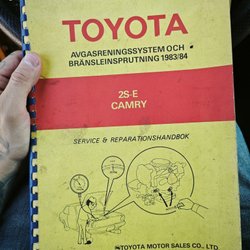 TOYOTA
AVGASRENINGSSYSTEM OCH
BRÄNSLEINSPRUTNING 1983/84
2S-E
CAMRY
SERVICE & REPARATIONSHANDBOK
TOYOTA MOTOR SALES CO., LTD.